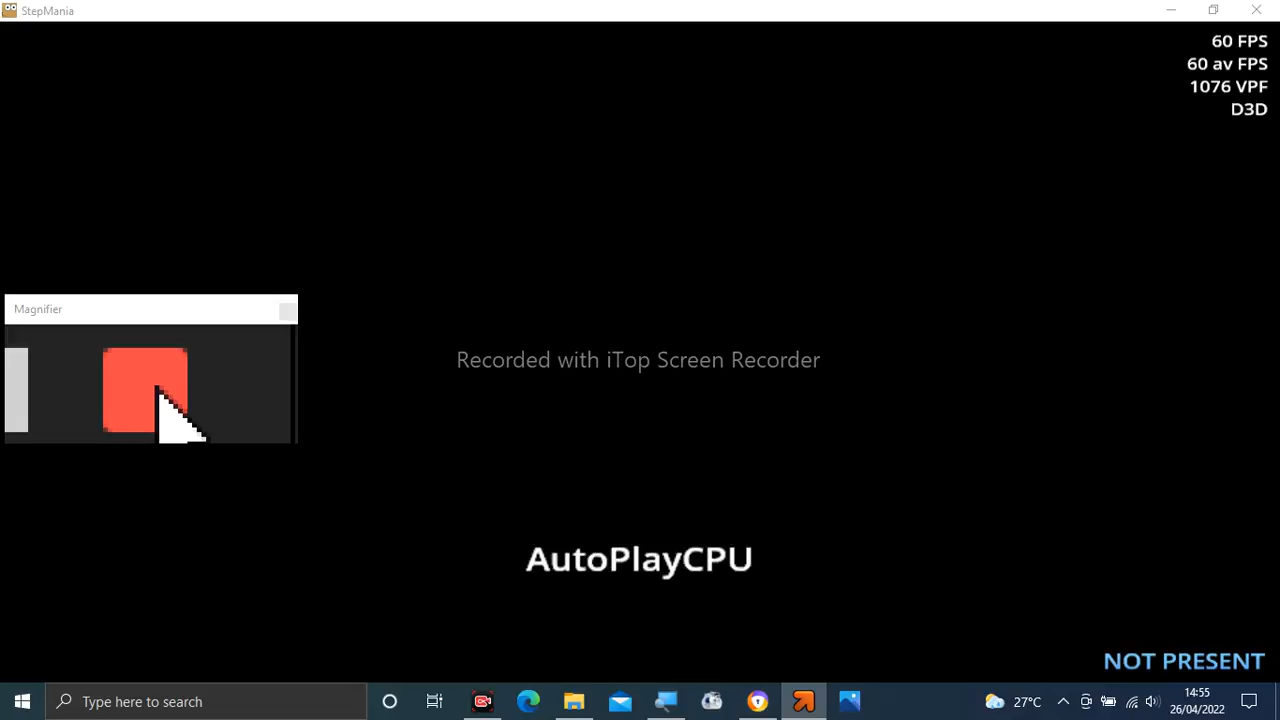 StepMania
60 FPS
60 av FPS
1076 VPF
D3D
Magnifier
Recorded with iTop Screen Recorder
AutoPlayCPU
NOT PRESENT
Type here to search
27°C
14:55
26/04/2022